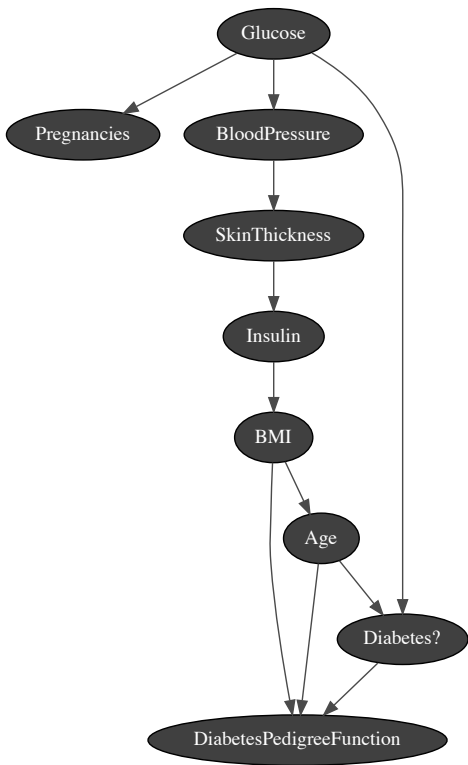 Glucose
Pregnancies
BloodPressure
SkinThickness
Insulin
BMI
Age
Diabetes?
DiabetesPedigreeFunction